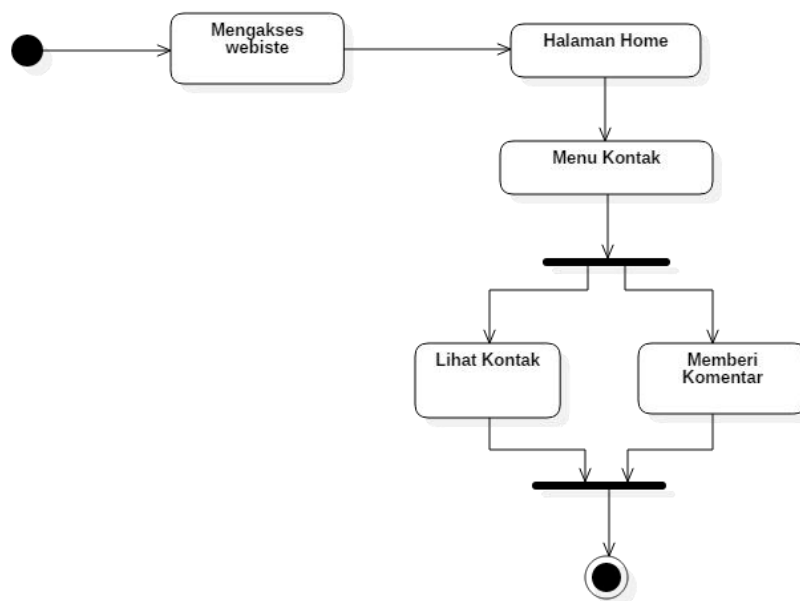 Mengakses
webiste
Halaman Home
Menu Kontak
Lihat Kontak
Memberi
Komentar